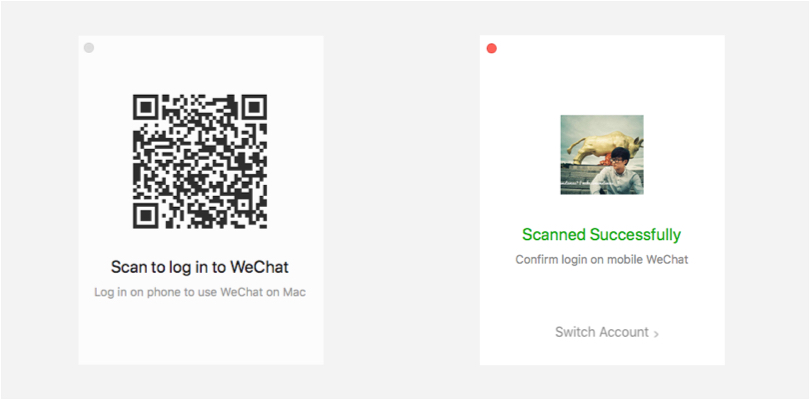 Scan to log in to WeChat
Log in on phone to use WeChat on Mac
Scanned Successfully
Confirm login on mobile WeChat
Switch Account >